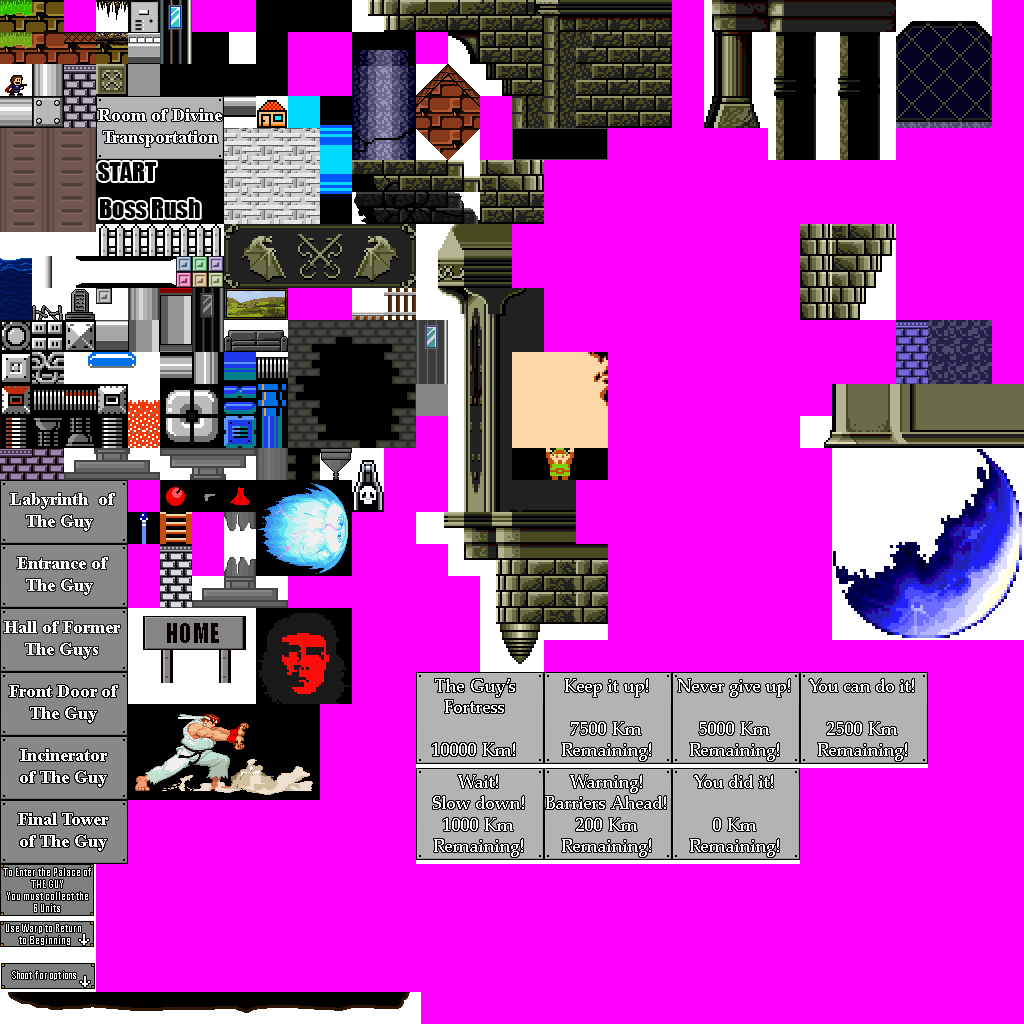 Room of Divine
Transportation
START
Boss Rush
Labyrinth of
The Guy
Entrance of
The Guy
Hall of Former
The Guys
Front Door of
The Guy
Incinerator
of The Guy
Final Tower
of The Guy
HOME
The Guy's
Fortress
10000 Km!
Keep it up!
7500 Km
Remaining!
Never give up!
5000 Km
Remaining!
You can do it!
2500 Km
Remaining!
Wait!
Slow down!
1000 Km
Remaining!
Warning!
Barriers Ahead!
200 Km
Remaining!
You did it!
0 Km
Remaining!
To Enter the Palace of
THE GUY
You must collect the
6 Units
Use Warp to Return
to Beginning
Shoot for options